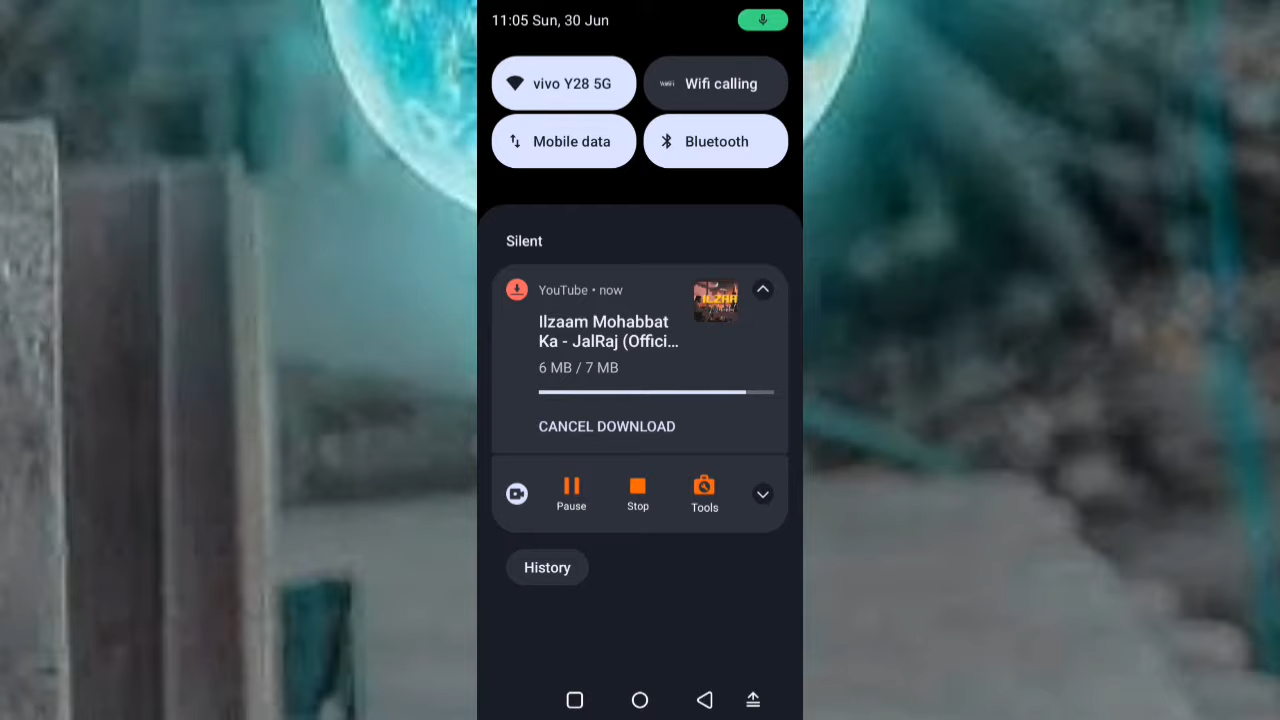 11:05 Sun, 30 Jun
vivo Y28 5G
Wifi calling
Mobile data
Bluetooth
Silent
YouTube • now
Ilzaam Mohabbat
Ka - JalRaj (Offici...
6 MB / 7 MB
CANCEL DOWNLOAD
Pause
Stop
Tools
History